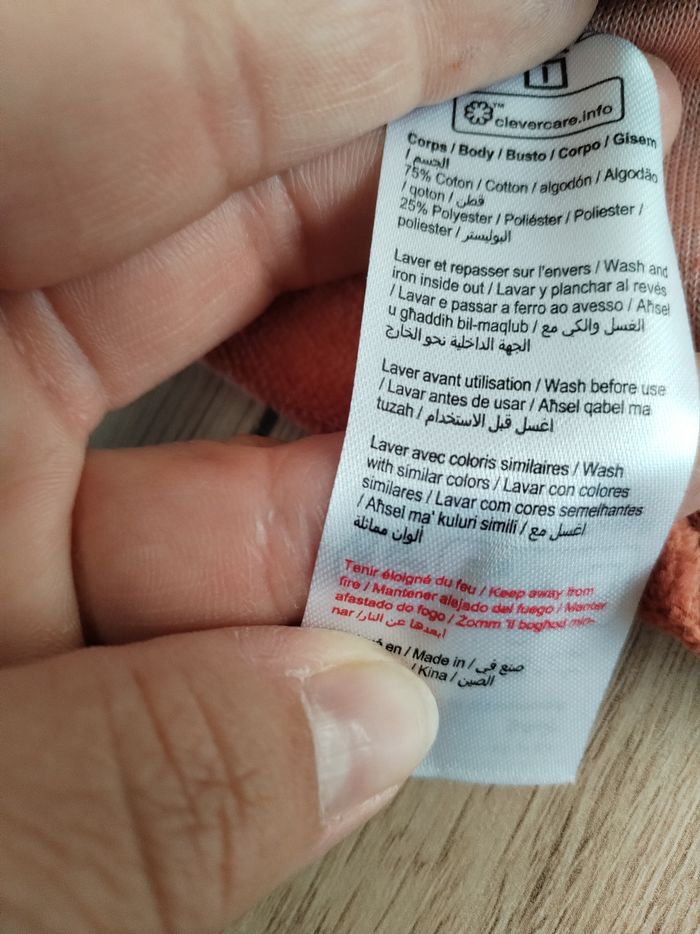 clevercare.info
Corps / Body / Busto / Corpo / Gisem
/ الجسم
75% Coton / Cotton / algodón / Algodão
/ qoton / قطن
25% Polyester / Poliéster / Poliester /
poliester / البوليستر
Laver et repasser sur l'envers / Wash and
iron inside out / Lavar y planchar al revés
/ Lavar e passar a ferro ao avesso / Aħsel
u għaddih bil-maqlub / الغسل والكي مع
الجهة الداخلية نحو الخارج
Laver avant utilisation / Wash before use
/ Lavar antes de usar / Aħsel qabel ma
tuzah / اغسل قبل الاستخدام
Laver avec coloris similaires / Wash
with similar colors / Lavar con colores
similares / Lavar com cores semelhantes
/ Aħsel ma' kuluri simili / اغسل مع
ألوان مماثلة
Tenir éloigné du feu / Keep away from
fire / Mantener alejado del fuego / Manter
afastado do fogo / Zomm 'il bogħod min-
nar / ابعدها عن النار
en / Made in / صنع في
/ Kina / الصين